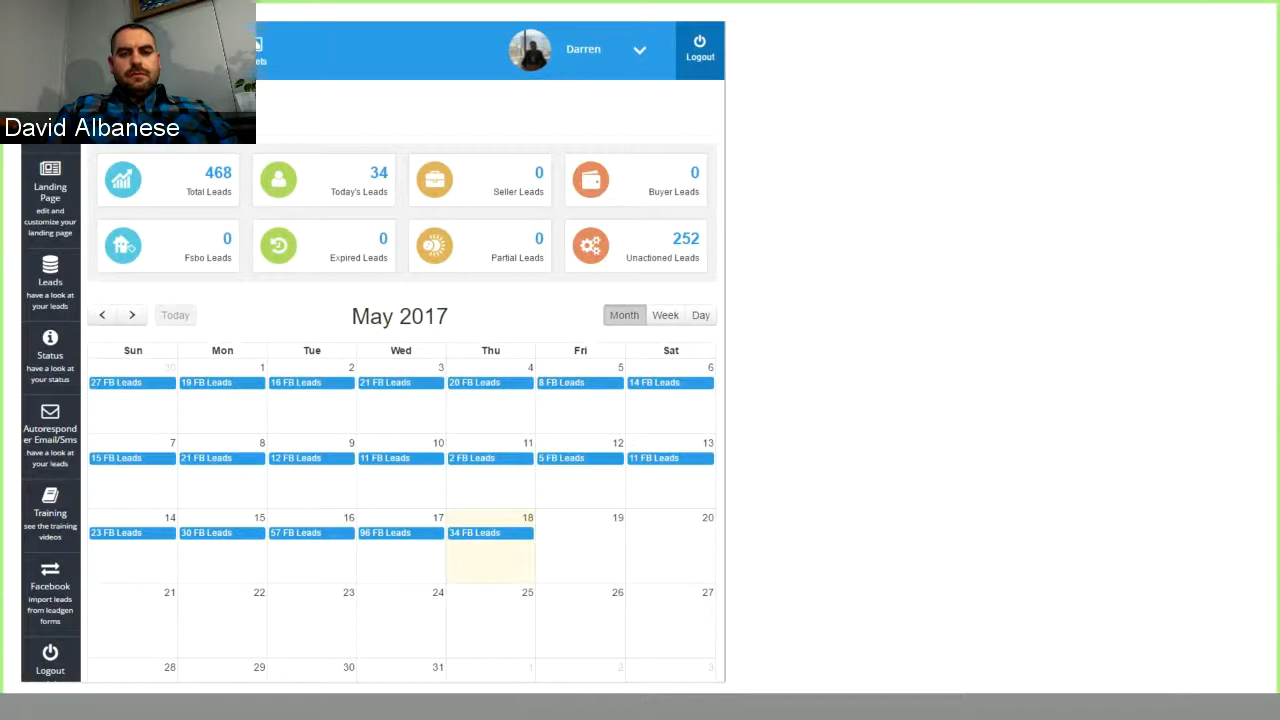 David Albanese
ets
Darren
Logout
Landing
Page
edit and
customize your
landing page
Leads
have a look at
your leads
Status
have a look at
your status
Autorespond
er Email/Sms
have a look at
your leads
Training
see the training
videos
Facebook
import leads
from leadgen
forms
Logout
468
Total Leads
34
Today's Leads
0
Seller Leads
0
Buyer Leads
0
Fsbo Leads
0
Expired Leads
0
Partial Leads
252
Unactioned Leads
Today
May 2017
Month Week Day
Sun Mon Tue Wed Thu Fri Sat
30 1 2 3 4 5 6
27 FB Leads 19 FB Leads 16 FB Leads 21 FB Leads 20 FB Leads 8 FB Leads 14 FB Leads
7 8 9 10 11 12 13
15 FB Leads 21 FB Leads 12 FB Leads 11 FB Leads 2 FB Leads 5 FB Leads 11 FB Leads
14 15 16 17 18 19 20
23 FB Leads 30 FB Leads 57 FB Leads 96 FB Leads 34 FB Leads
21 22 23 24 25 26 27
28 29 30 31 1 2 3